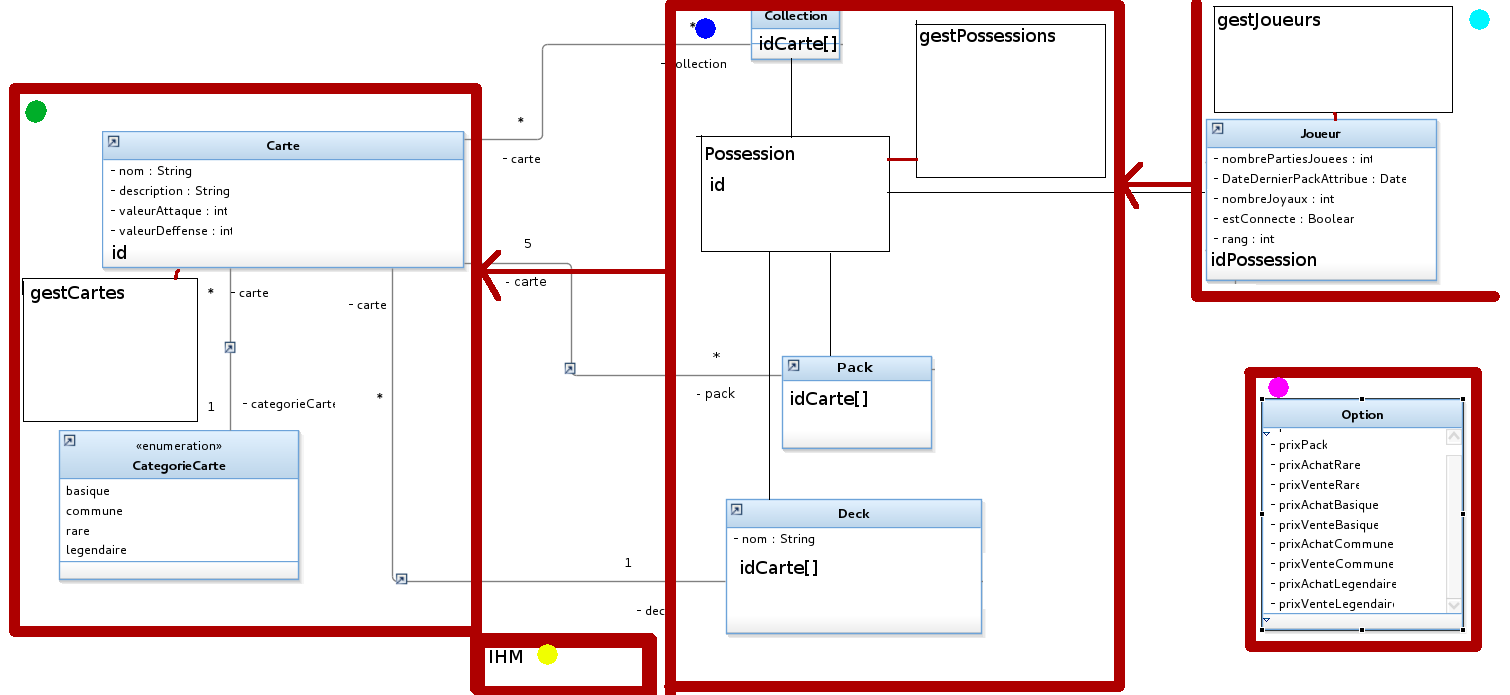 Carte
- nom : String
- description : String
- valeurAttaque : int
- valeurDeffense : int
id
gestCartes
*
- carte
- carte
1
- categorieCarte
*
«enumeration»
CategorieCarte
basique
commune
rare
legendaire
*
- carte
*
- collection
5
- carte
*
- pack
1
- dec
IHM
Collection
idCarte[]
gestPossessions
Possession
id
Pack
idCarte[]
Deck
- nom : String
idCarte[]
gestJoueurs
Joueur
- nombrePartiesJouees : int
- DateDernierPackAttribue : Date
- nombreJoyaux : int
- estConnecte : Boolear
- rang : int
idPossession
Option
- prixPack
- prixAchatRare
- prixVenteRare
- prixAchatBasique
- prixVenteBasique
- prixAchatCommune
- prixVenteCommune
- prixAchatLegendaire
- prixVenteLegendaire